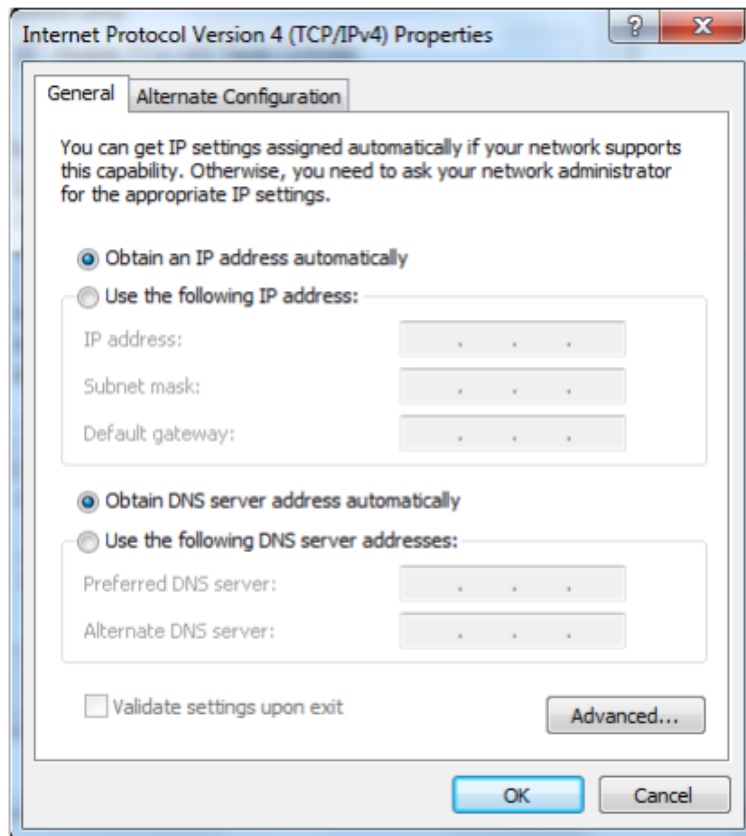 Internet Protocol Version 4 (TCP/IPv4) Properties
?
General
Alternate Configuration
You can get IP settings assigned automatically if your network supports
this capability. Otherwise, you need to ask your network administrator
for the appropriate IP settings.
Obtain an IP address automatically
Use the following IP address:
IP address:
Subnet mask:
Default gateway:
Obtain DNS server address automatically
Use the following DNS server addresses:
Preferred DNS server:
Alternate DNS server:
Validate settings upon exit
Advanced...
OK
Cancel